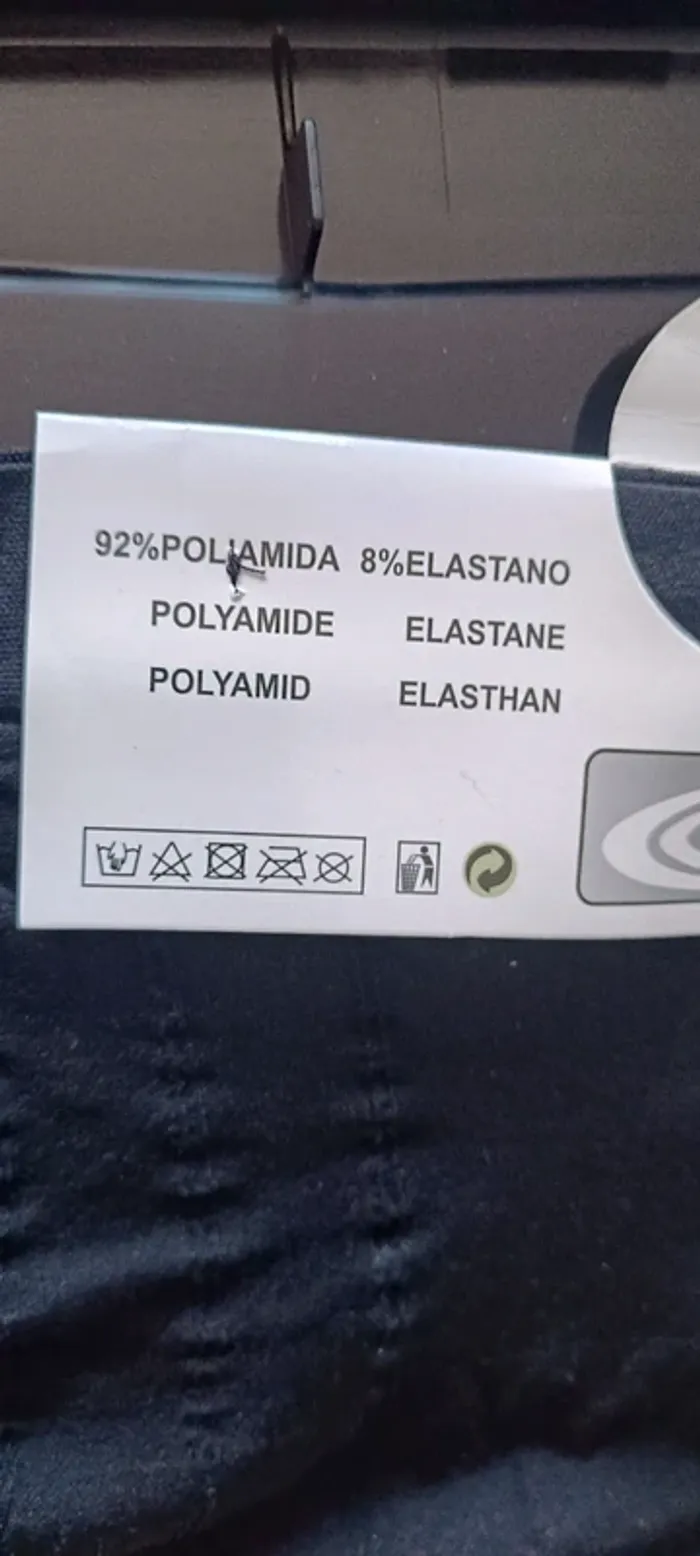 92%POLIAMIDA 8%ELASTANO
POLYAMIDE ELASTANE
POLYAMID ELASTHAN